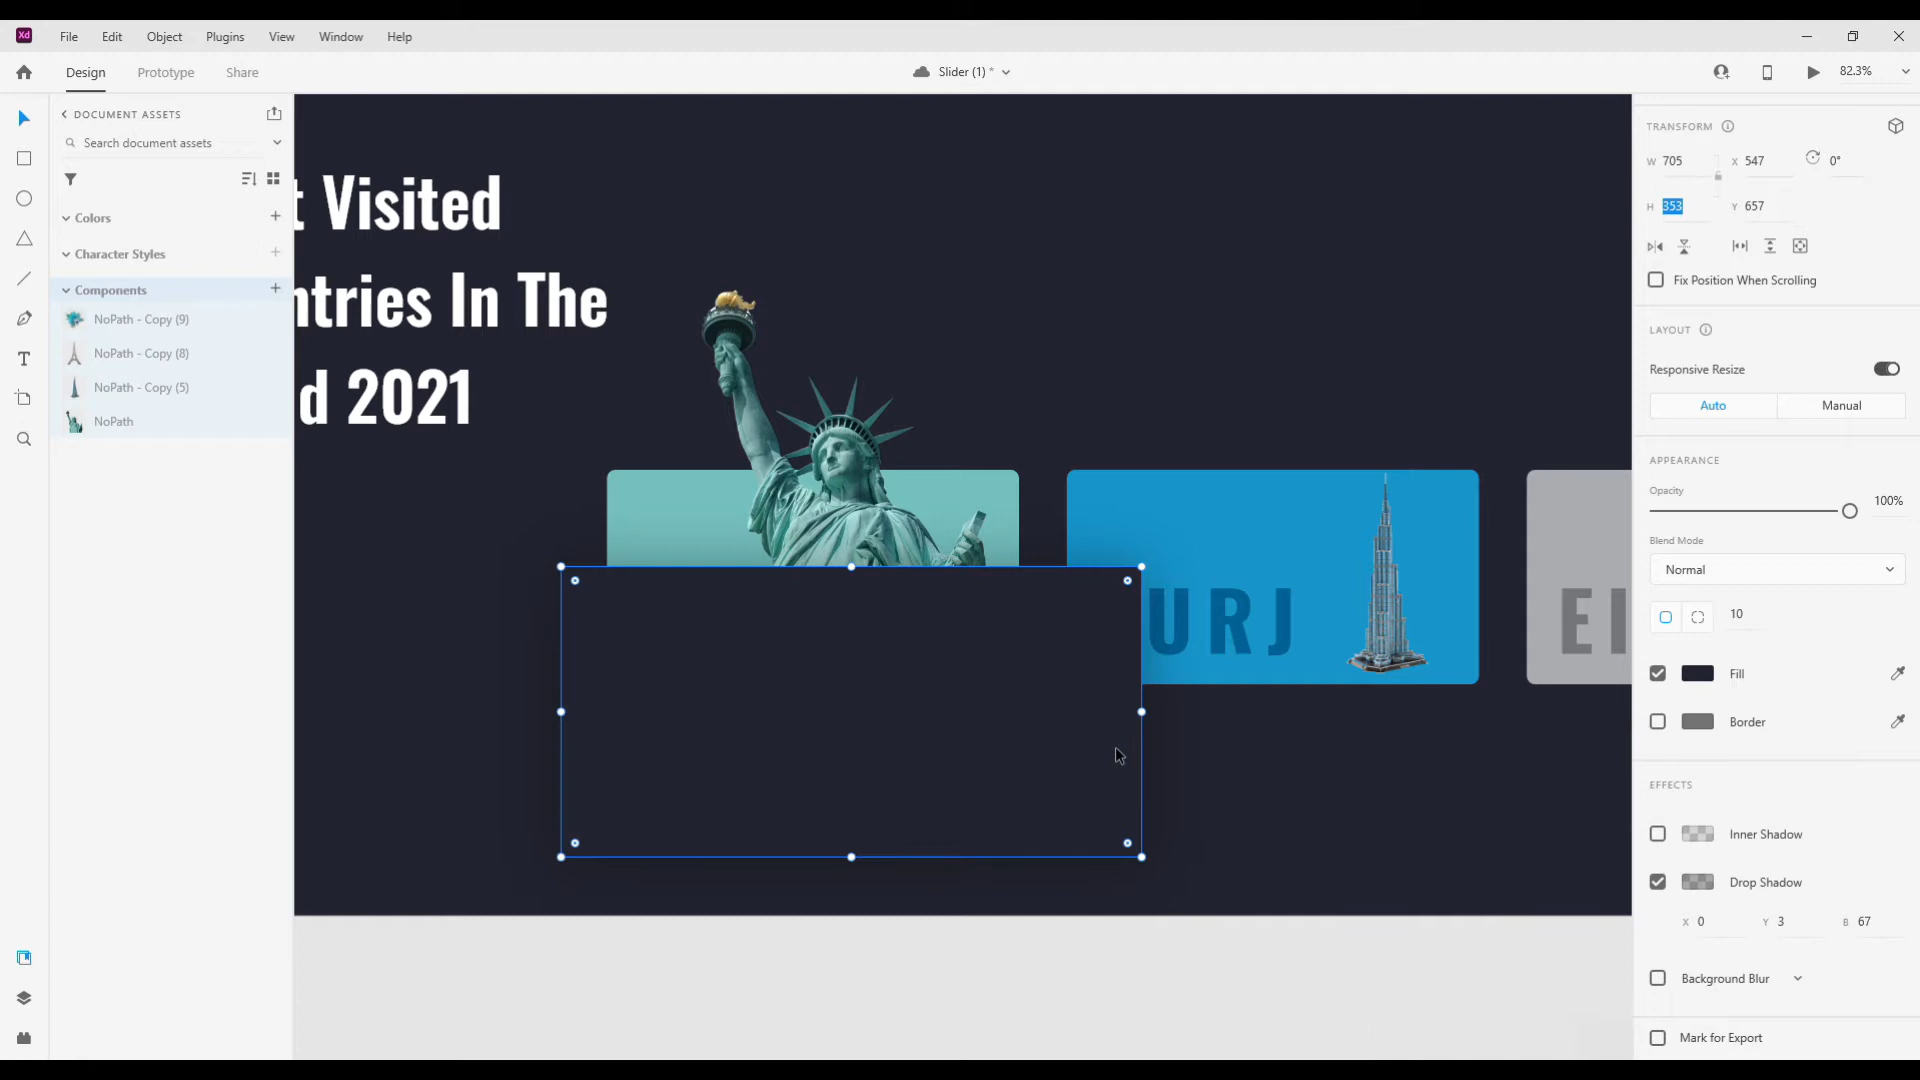 Xd
File Edit Object Plugins View Window Help
Design Prototype Share
Slider (1) *
82.3%
DOCUMENT ASSETS
Search document assets
Colors
Character Styles
Components
NoPath - Copy (9)
NoPath - Copy (8)
NoPath - Copy (5)
NoPath
t Visited
ntries In The
d 2021
URJ
EI
TRANSFORM
W 705 X 547 0°
H 353 Y 657
Fix Position When Scrolling
LAYOUT
Responsive Resize
Auto Manual
APPEARANCE
Opacity
100%
Blend Mode
Normal
10
Fill
Border
EFFECTS
Inner Shadow
Drop Shadow
X 0 Y 3 B 67
Background Blur
Mark for Export